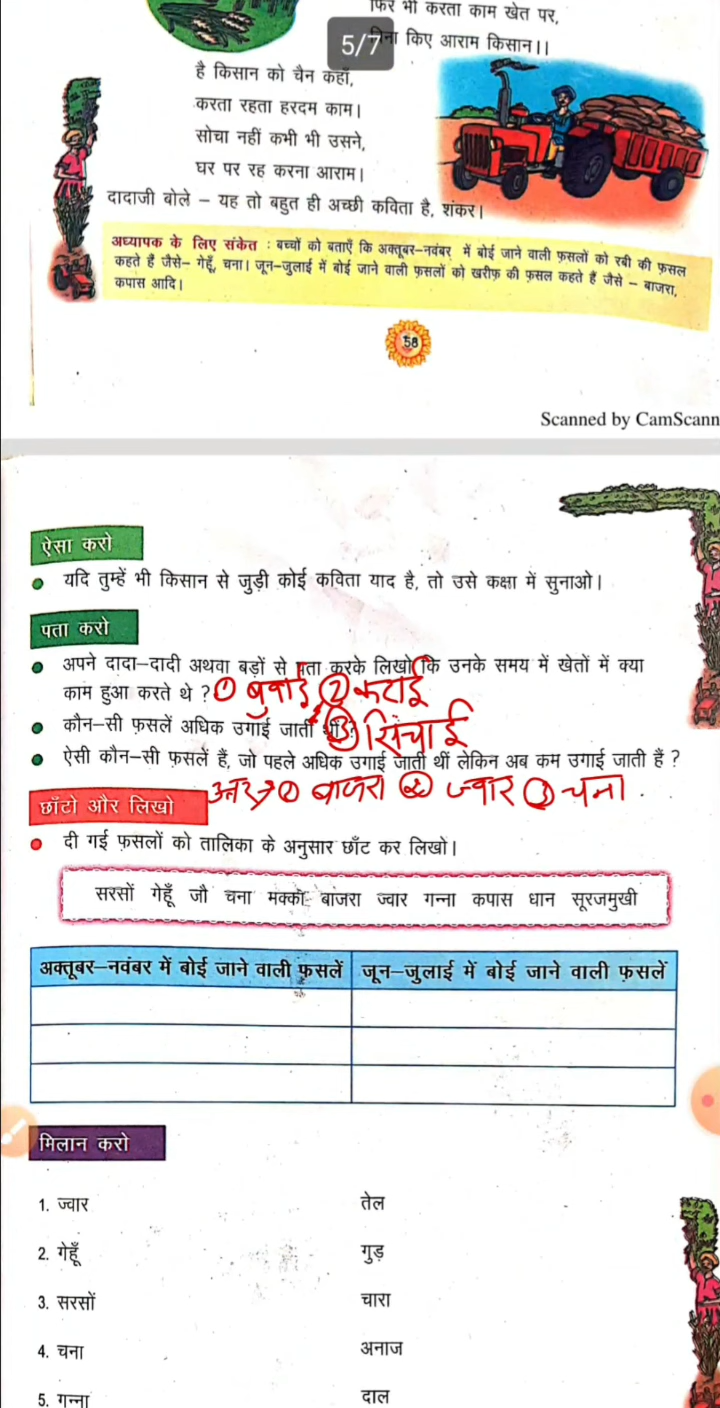 फिर भी करता काम खेत पर,
बिना किए आराम किसान।।
5/7
है किसान को चैन कहाँ,
करता रहता हरदम काम।
सोचा नहीं कभी भी उसने,
घर पर रह करना आराम।
दादाजी बोले – यह तो बहुत ही अच्छी कविता है, शंकर।
अध्यापक के लिए संकेत : बच्चों को बताएँ कि अक्तूबर-नवंबर में बोई जाने वाली फ़सलों को रबी की फ़सल
कहते हैं जैसे- गेहूँ, चना। जून-जुलाई में बोई जाने वाली फ़सलों को खरीफ़ की फ़सल कहते हैं जैसे – बाजरा,
कपास आदि।
58
Scanned by CamScann
ऐसा करो
यदि तुम्हें भी किसान से जुड़ी कोई कविता याद है, तो उसे कक्षा में सुनाओ।
पता करो
अपने दादा-दादी अथवा बड़ों से पता करके लिखो कि उनके समय में खेतों में क्या
काम हुआ करते थे ? ① बुवाई ② कटाई
कौन-सी फ़सलें अधिक उगाई जाती थीं?
③ सिंचाई
ऐसी कौन-सी फ़सलें हैं, जो पहले अधिक उगाई जाती थीं लेकिन अब कम उगाई जाती हैं ?
① बाजरा ② ज्वार ③ चना
छाँटो और लिखो
दी गई फ़सलों को तालिका के अनुसार छाँट कर लिखो।
सरसों गेहूँ जौ चना मक्का बाजरा ज्वार गन्ना कपास धान सूरजमुखी
अक्तूबर-नवंबर में बोई जाने वाली फ़सलें जून-जुलाई में बोई जाने वाली फ़सलें
मिलान करो
1. ज्वार तेल
2. गेहूँ गुड़
3. सरसों चारा
4. चना अनाज
5. गन्ना दाल